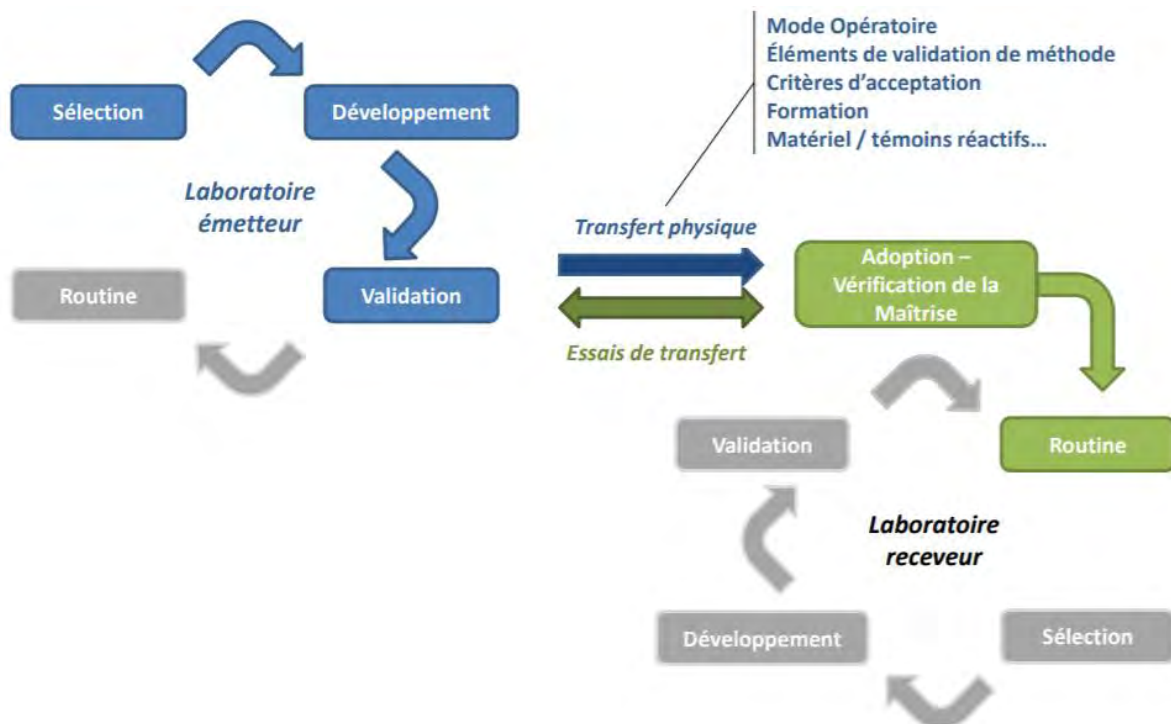 Mode Opératoire
Éléments de validation de méthode
Critères d'acceptation
Formation
Matériel / témoins réactifs…
Sélection
Développement
Laboratoire
émetteur
Transfert physique
Routine
Validation
Adoption –
Vérification de la
Maîtrise
Essais de transfert
Validation
Routine
Laboratoire
receveur
Développement
Sélection